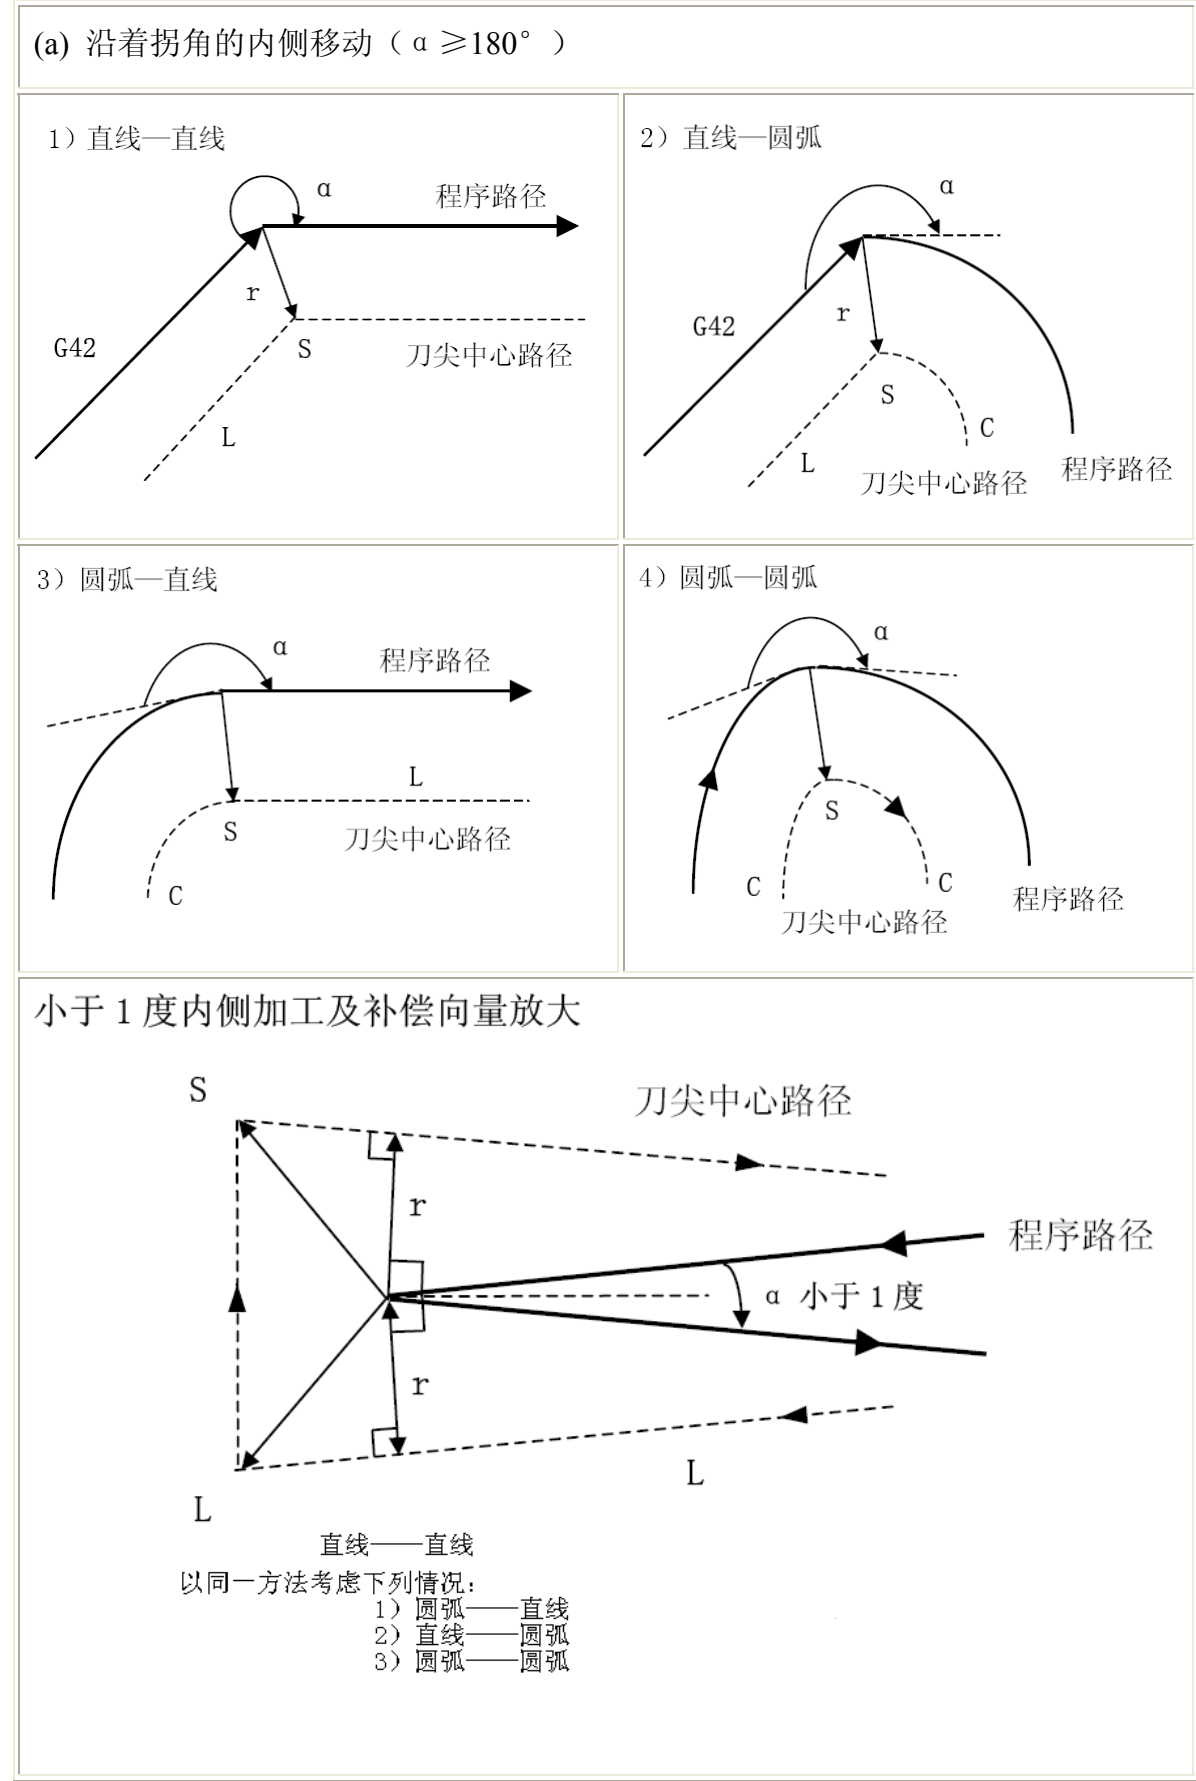 (a) 沿着拐角的内侧移动（α≥180°）
1）直线—直线
α
程序路径
r
G42
S
刀尖中心路径
L
2）直线—圆弧
α
G42
r
S
C
L
刀尖中心路径
程序路径
3）圆弧—直线
α
程序路径
L
S
刀尖中心路径
C
4）圆弧—圆弧
α
S
C
C
程序路径
刀尖中心路径
小于1度内侧加工及补偿向量放大
S
刀尖中心路径
r
程序路径
α 小于1度
r
L
L
直线——直线
以同一方法考虑下列情况：
1）圆弧——直线
2）直线——圆弧
3）圆弧——圆弧